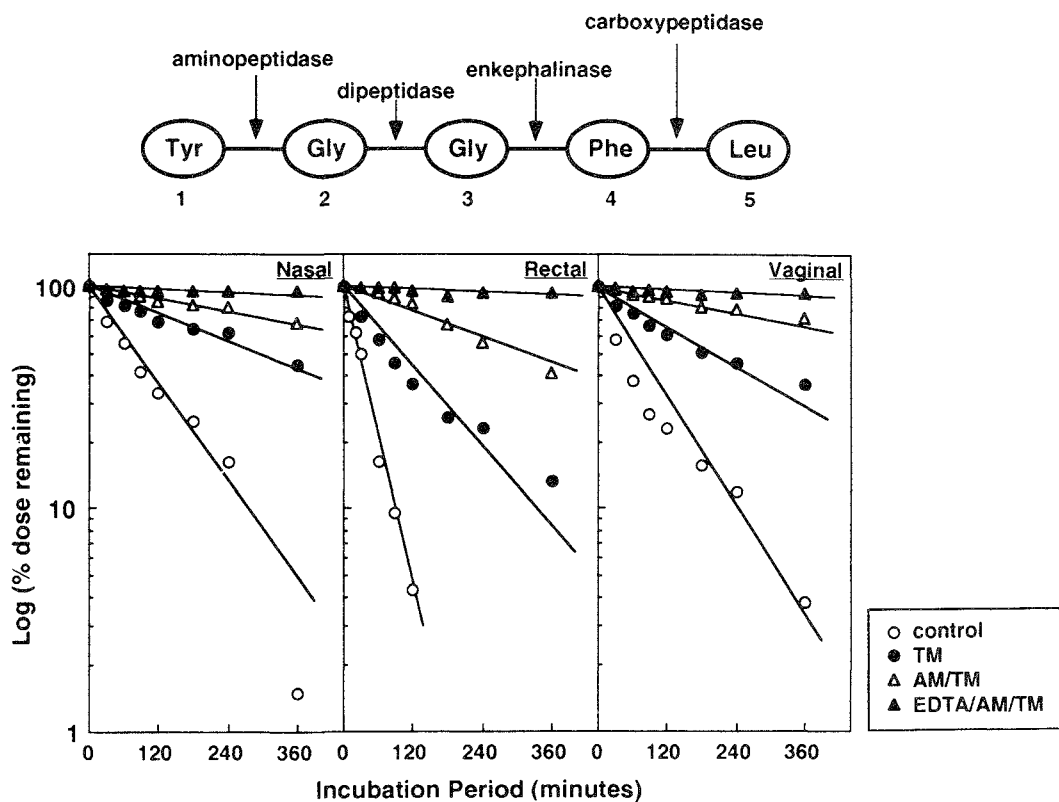 carboxypeptidase
aminopeptidase
enkephalinase
dipeptidase
Tyr Gly Gly Phe Leu
1 2 3 4 5
Nasal Rectal Vaginal
100
10
1
Log (% dose remaining)
0 120 240 360 0 120 240 360 0 120 240 360
Incubation Period (minutes)
control
TM
AM/TM
EDTA/AM/TM